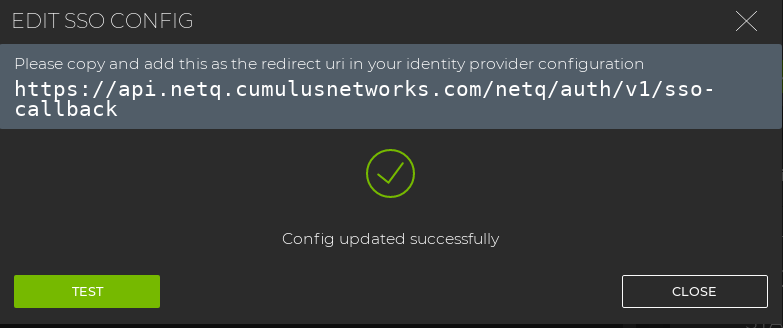 EDIT SSO CONFIG
Please copy and add this as the redirect uri in your identity provider configuration
https://api.netq.cumulusnetworks.com/netq/auth/v1/sso-
callback
Config updated successfully
TEST
CLOSE